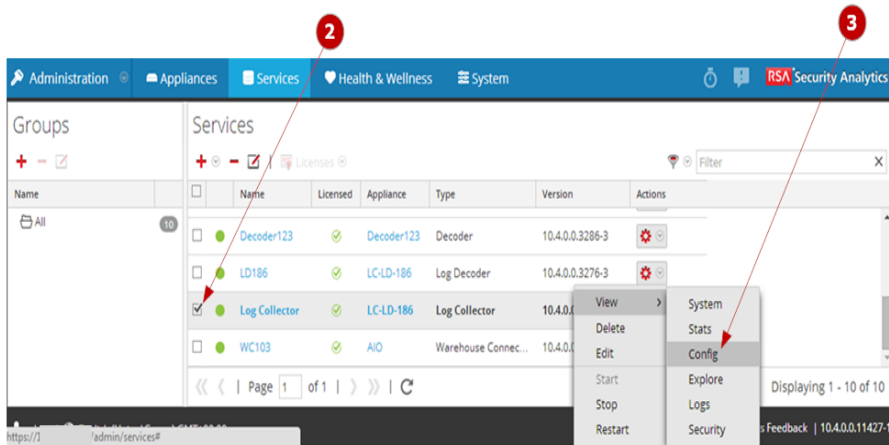 2
3
Administration Appliances Services Health & Wellness System RSA Security Analytics
Groups
Services
Licenses
Filter X
Name
Name Licensed Appliance Type Version Actions
All 10
Decoder123 Decoder123 Decoder 10.4.0.0.3286-3
LD186 LC-LD-186 Log Decoder 10.4.0.0.3276-3
Log Collector LC-LD-186 Log Collector 10.4.0
WC103 AIO Warehouse Connec... 10.4.0.0
View
Delete
Edit
Start
Stop
Restart
System
Stats
Config
Explore
Logs
Security
Page 1 of 1
Displaying 1 - 10 of 10
https://1 /admin/services#
s Feedback | 10.4.0.0.11427-1